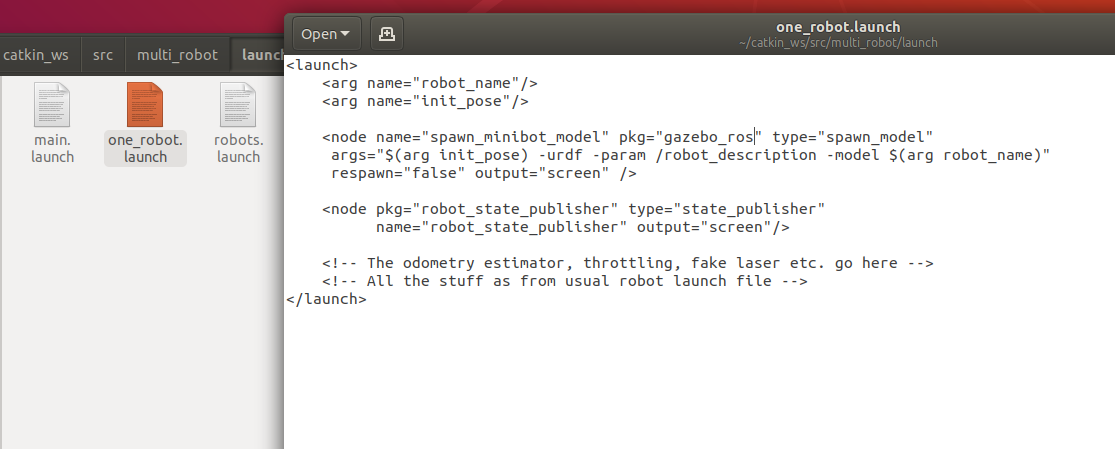 catkin_ws src multi_robot launc
main.
launch
one_robot.
launch
robots.
launch
Open
one_robot.launch
~/catkin_ws/src/multi_robot/launch
<launch>
    <arg name="robot_name"/>
    <arg name="init_pose"/>

    <node name="spawn_minibot_model" pkg="gazebo_ros" type="spawn_model"
     args="$(arg init_pose) -urdf -param /robot_description -model $(arg robot_name)"
     respawn="false" output="screen" />

    <node pkg="robot_state_publisher" type="state_publisher"
          name="robot_state_publisher" output="screen"/>

    <!-- The odometry estimator, throttling, fake laser etc. go here -->
    <!-- All the stuff as from usual robot launch file -->
</launch>